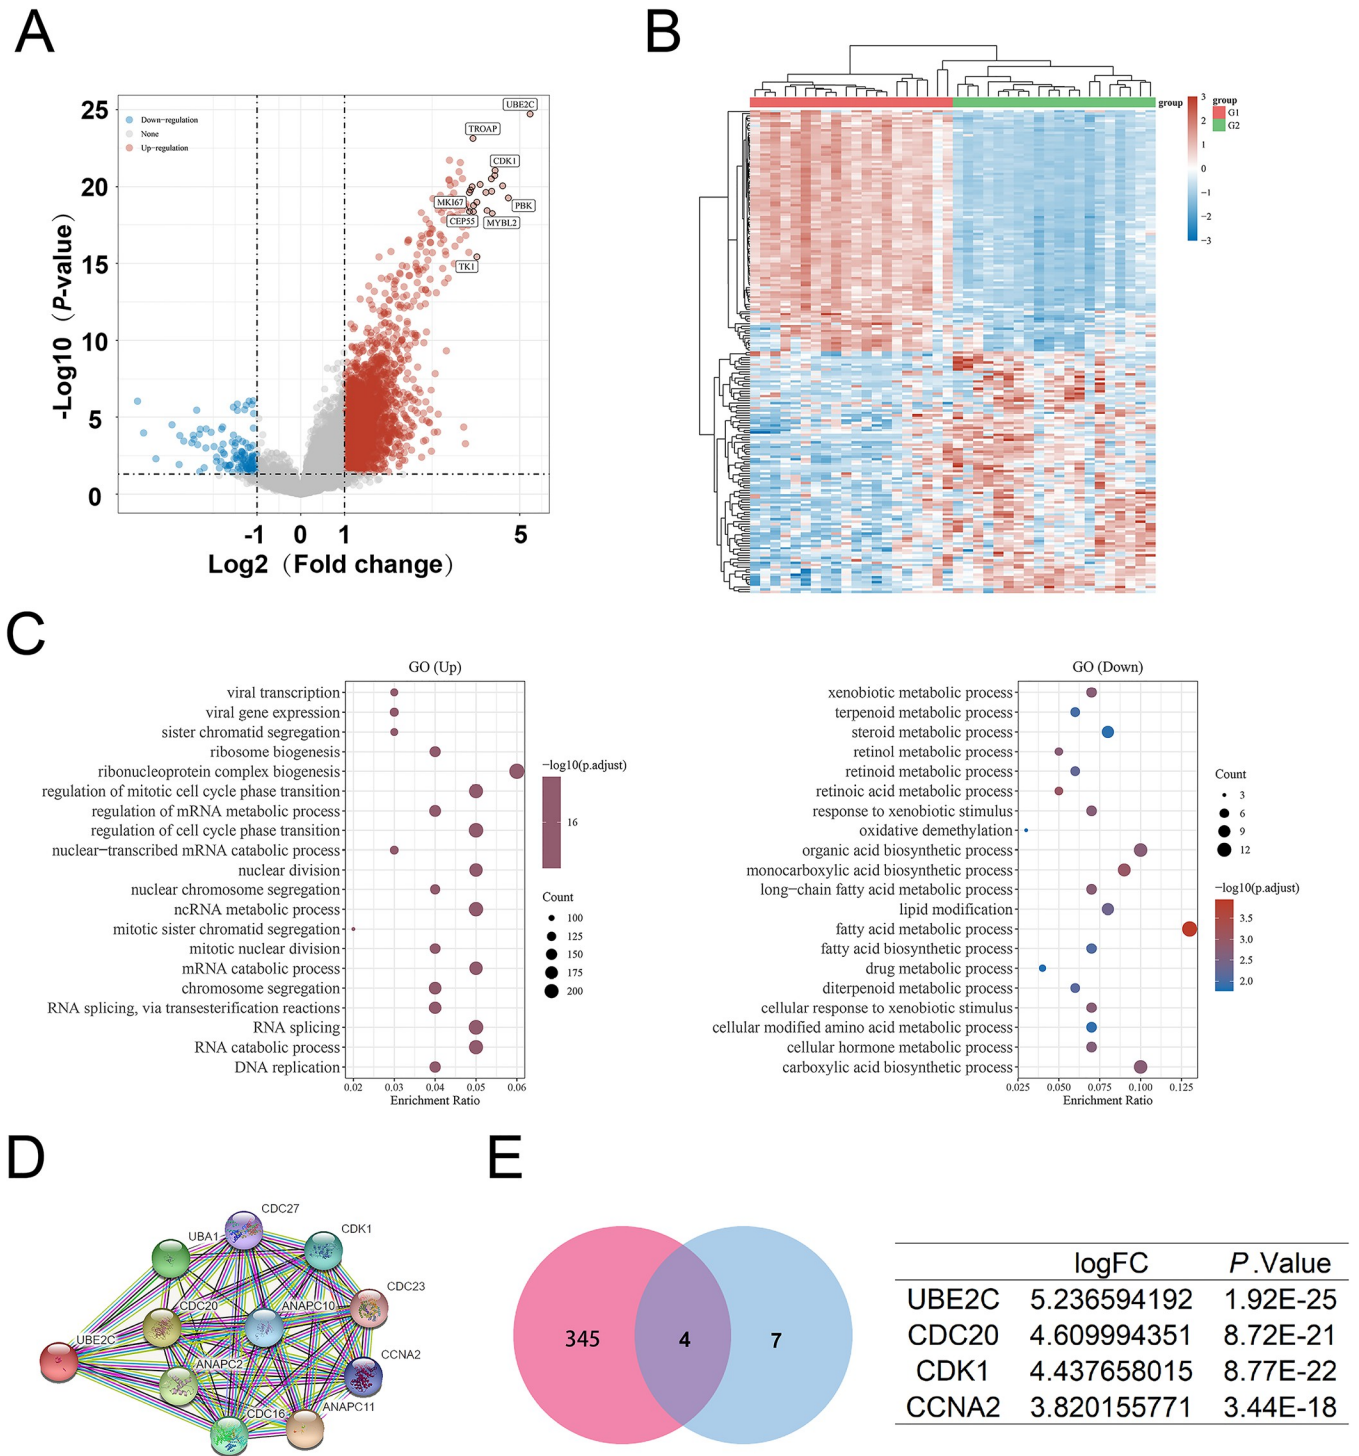 A
B
25
20
15
10
5
0
-Log10（P-value）
Down-regulation
None
Up-regulation
UBE2C
TROAP
CDK1
MKI67
PBK
CEP55
MYBL2
TK1
-1 0 1 5
Log2（Fold change）
group
3
2
1
0
−1
−2
−3
group
G1
G2
C
GO (Up)
viral transcription
viral gene expression
sister chromatid segregation
ribosome biogenesis
ribonucleoprotein complex biogenesis
regulation of mitotic cell cycle phase transition
regulation of mRNA metabolic process
regulation of cell cycle phase transition
nuclear−transcribed mRNA catabolic process
nuclear division
nuclear chromosome segregation
ncRNA metabolic process
mitotic sister chromatid segregation
mitotic nuclear division
mRNA catabolic process
chromosome segregation
RNA splicing, via transesterification reactions
RNA splicing
RNA catabolic process
DNA replication
0.02 0.03 0.04 0.05 0.06
Enrichment Ratio
−log10(p.adjust)
16
Count
100
125
150
175
200
GO (Down)
xenobiotic metabolic process
terpenoid metabolic process
steroid metabolic process
retinol metabolic process
retinoid metabolic process
retinoic acid metabolic process
response to xenobiotic stimulus
oxidative demethylation
organic acid biosynthetic process
monocarboxylic acid biosynthetic process
long−chain fatty acid metabolic process
lipid modification
fatty acid metabolic process
fatty acid biosynthetic process
drug metabolic process
diterpenoid metabolic process
cellular response to xenobiotic stimulus
cellular modified amino acid metabolic process
cellular hormone metabolic process
carboxylic acid biosynthetic process
0.025 0.050 0.075 0.100 0.125
Enrichment Ratio
Count
3
6
9
12
−log10(p.adjust)
3.5
3.0
2.5
2.0
D
CDC27
UBA1
CDK1
CDC23
CDC20
ANAPC10
UBE2C
CCNA2
ANAPC2
ANAPC11
CDC16
E
345 4 7
logFC P.Value
UBE2C 5.236594192 1.92E-25
CDC20 4.609994351 8.72E-21
CDK1 4.437658015 8.77E-22
CCNA2 3.820155771 3.44E-18